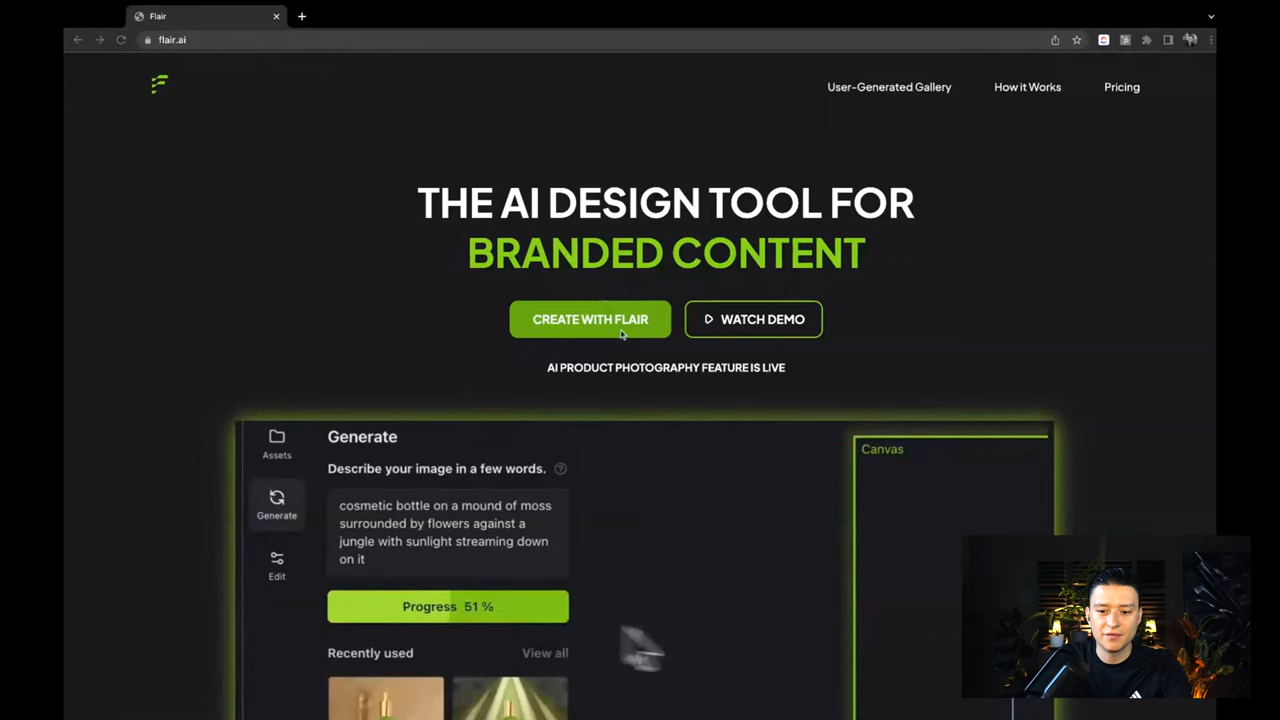 Flair
flair.ai
User-Generated Gallery
How it Works
Pricing
THE AI DESIGN TOOL FOR
BRANDED CONTENT
CREATE WITH FLAIR
WATCH DEMO
AI PRODUCT PHOTOGRAPHY FEATURE IS LIVE
Assets
Generate
Edit
Generate
Describe your image in a few words.
cosmetic bottle on a mound of moss
surrounded by flowers against a
jungle with sunlight streaming down
on it
Progress 51 %
Recently used
View all
Canvas